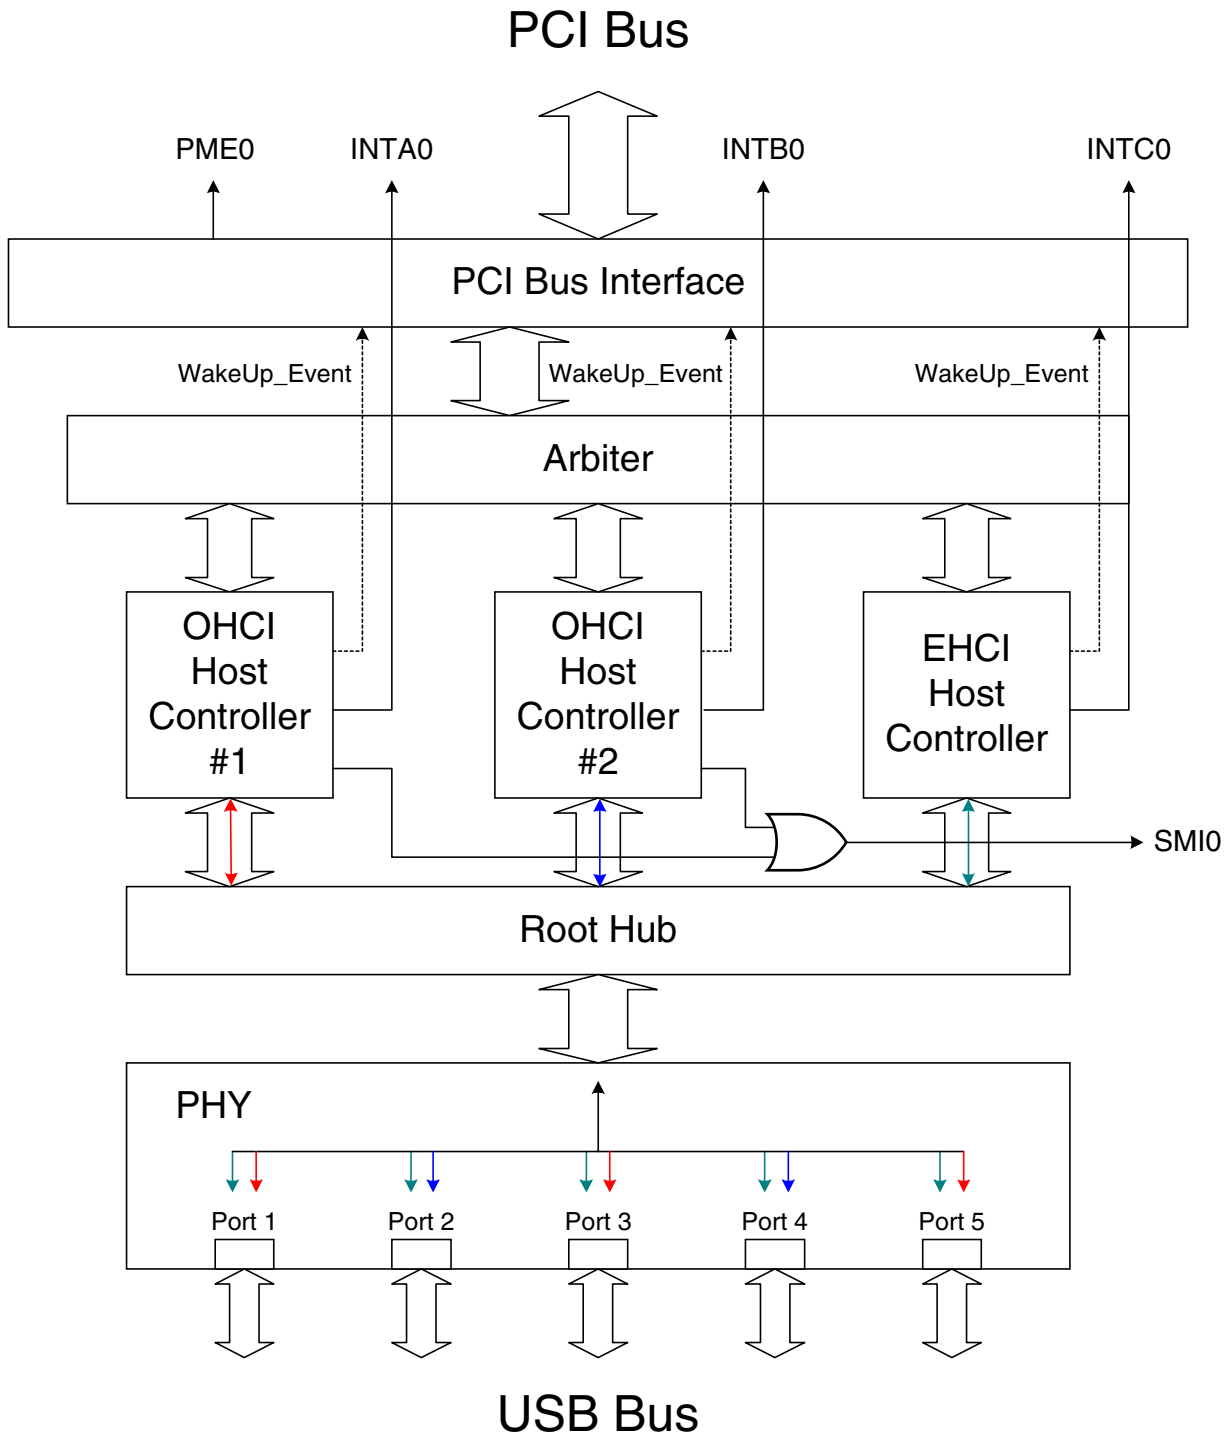 PCI Bus
PME0
INTA0
INTB0
INTC0
PCI Bus Interface
WakeUp_Event
WakeUp_Event
WakeUp_Event
Arbiter
OHCI
Host
Controller
#1
OHCI
Host
Controller
#2
EHCI
Host
Controller
SMI0
Root Hub
PHY
Port 1
Port 2
Port 3
Port 4
Port 5
USB Bus